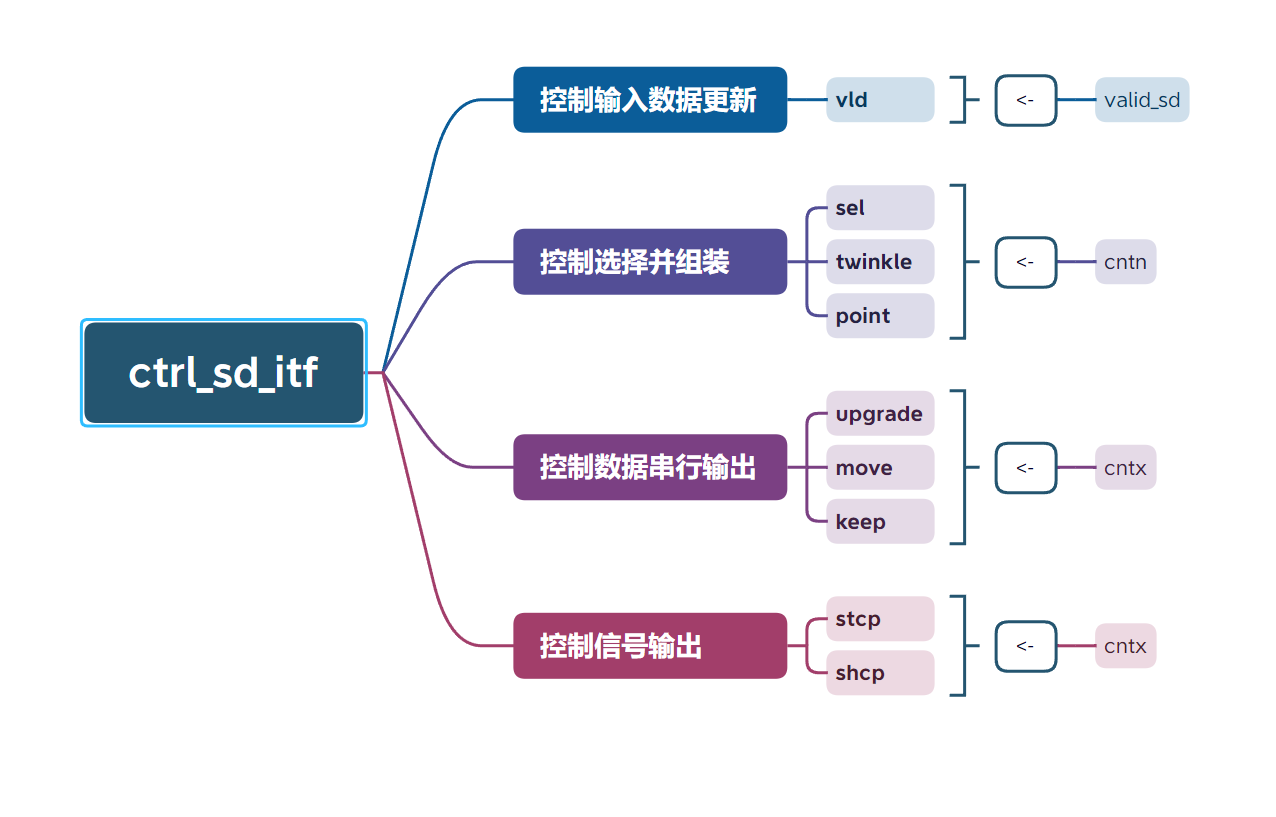 ctrl_sd_itf
控制输入数据更新
vld
<-
valid_sd
控制选择并组装
sel
twinkle
point
<-
cntn
控制数据串行输出
upgrade
move
keep
<-
cntx
控制信号输出
stcp
shcp
<-
cntx